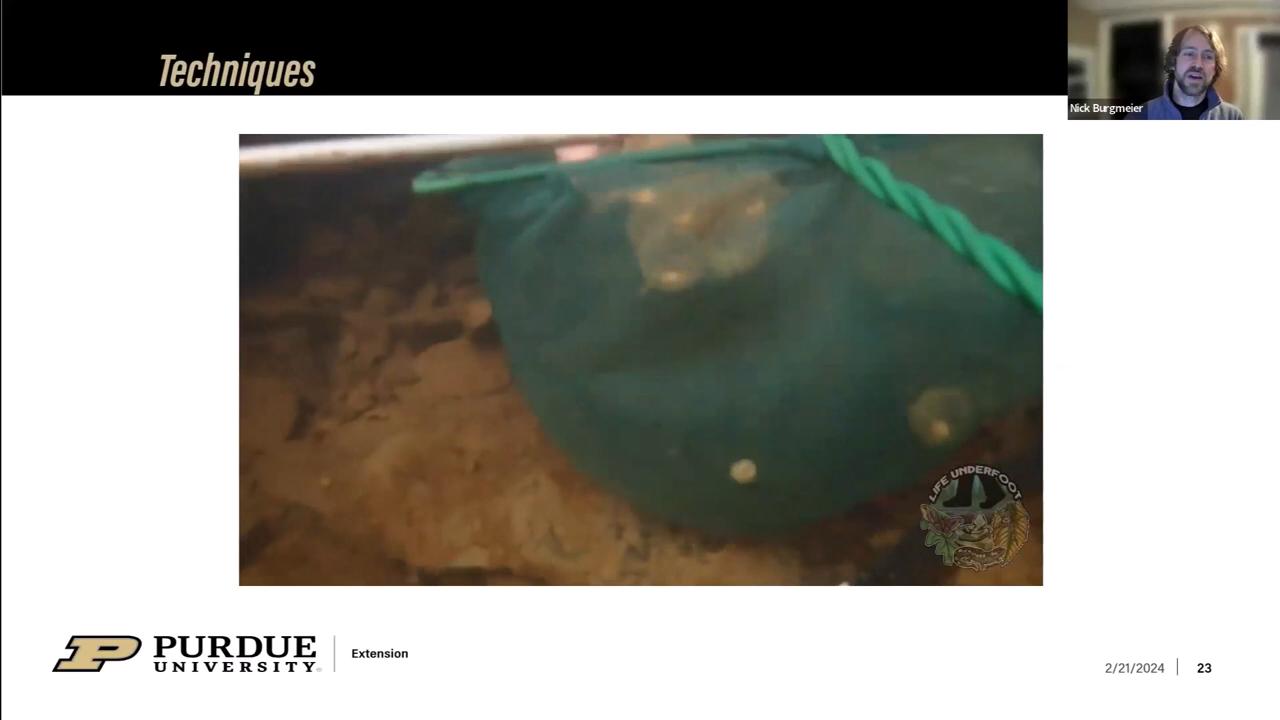 Techniques
Nick Burgmeier
LIFE UNDERFOOT
PURDUE
UNIVERSITY®
Extension
2/21/2024
23